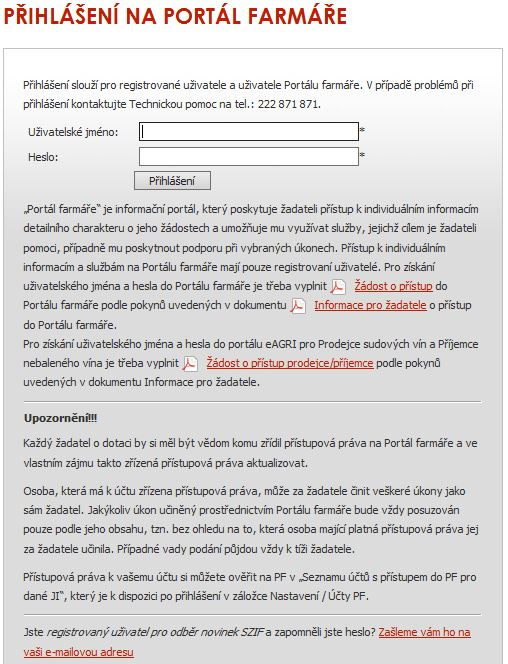 PŘIHLÁŠENÍ NA PORTÁL FARMÁŘE
Přihlášení slouží pro registrované uživatele a uživatele Portálu farmáře. V případě problémů při
přihlášení kontaktujte Technickou pomoc na tel.: 222 871 871.
Uživatelské jméno: *
Heslo: *
Přihlášení
„Portál farmáře“ je informační portál, který poskytuje žadateli přístup k individuálním informacím
detailního charakteru o jeho žádostech a umožňuje mu využívat služby, jejichž cílem je žadateli
pomoci, případně mu poskytnout podporu při vybraných úkonech. Přístup k individuálním
informacím a službám na Portálu farmáře mají pouze registrovaní uživatelé. Pro získání
uživatelského jména a hesla do Portálu farmáře je třeba vyplnit Žádost o přístup do
Portálu farmáře podle pokynů uvedených v dokumentu Informace pro žadatele o přístup
do Portálu farmáře.
Pro získání uživatelského jména a hesla do portálu eAGRI pro Prodejce sudových vín a Příjemce
nebaleného vína je třeba vyplnit Žádost o přístup prodejce/příjemce podle pokynů
uvedených v dokumentu Informace pro žadatele.
Upozornění!!!
Každý žadatel o dotaci by si měl být vědom komu zřídil přístupová práva na Portál farmáře a ve
vlastním zájmu takto zřízená přístupová práva aktualizovat.
Osoba, která má k účtu zřízena přístupová práva, může za žadatele činit veškeré úkony jako
sám žadatel. Jakýkoliv úkon učiněný prostřednictvím Portálu farmáře bude vždy posuzován
pouze podle jeho obsahu, tzn. bez ohledu na to, která osoba mající platná přístupová práva jej
za žadatele učinila. Případné vady podání půjdou vždy k tíži žadatele.
Přístupová práva k vašemu účtu si můžete ověřit na PF v „Seznamu účtů s přístupem do PF pro
dané JI“, který je k dispozici po přihlášení v záložce Nastavení / Účty PF.
Jste registrovaný uživatel pro odběr novinek SZIF a zapomněli jste heslo? Zašleme vám ho na
vaši e-mailovou adresu